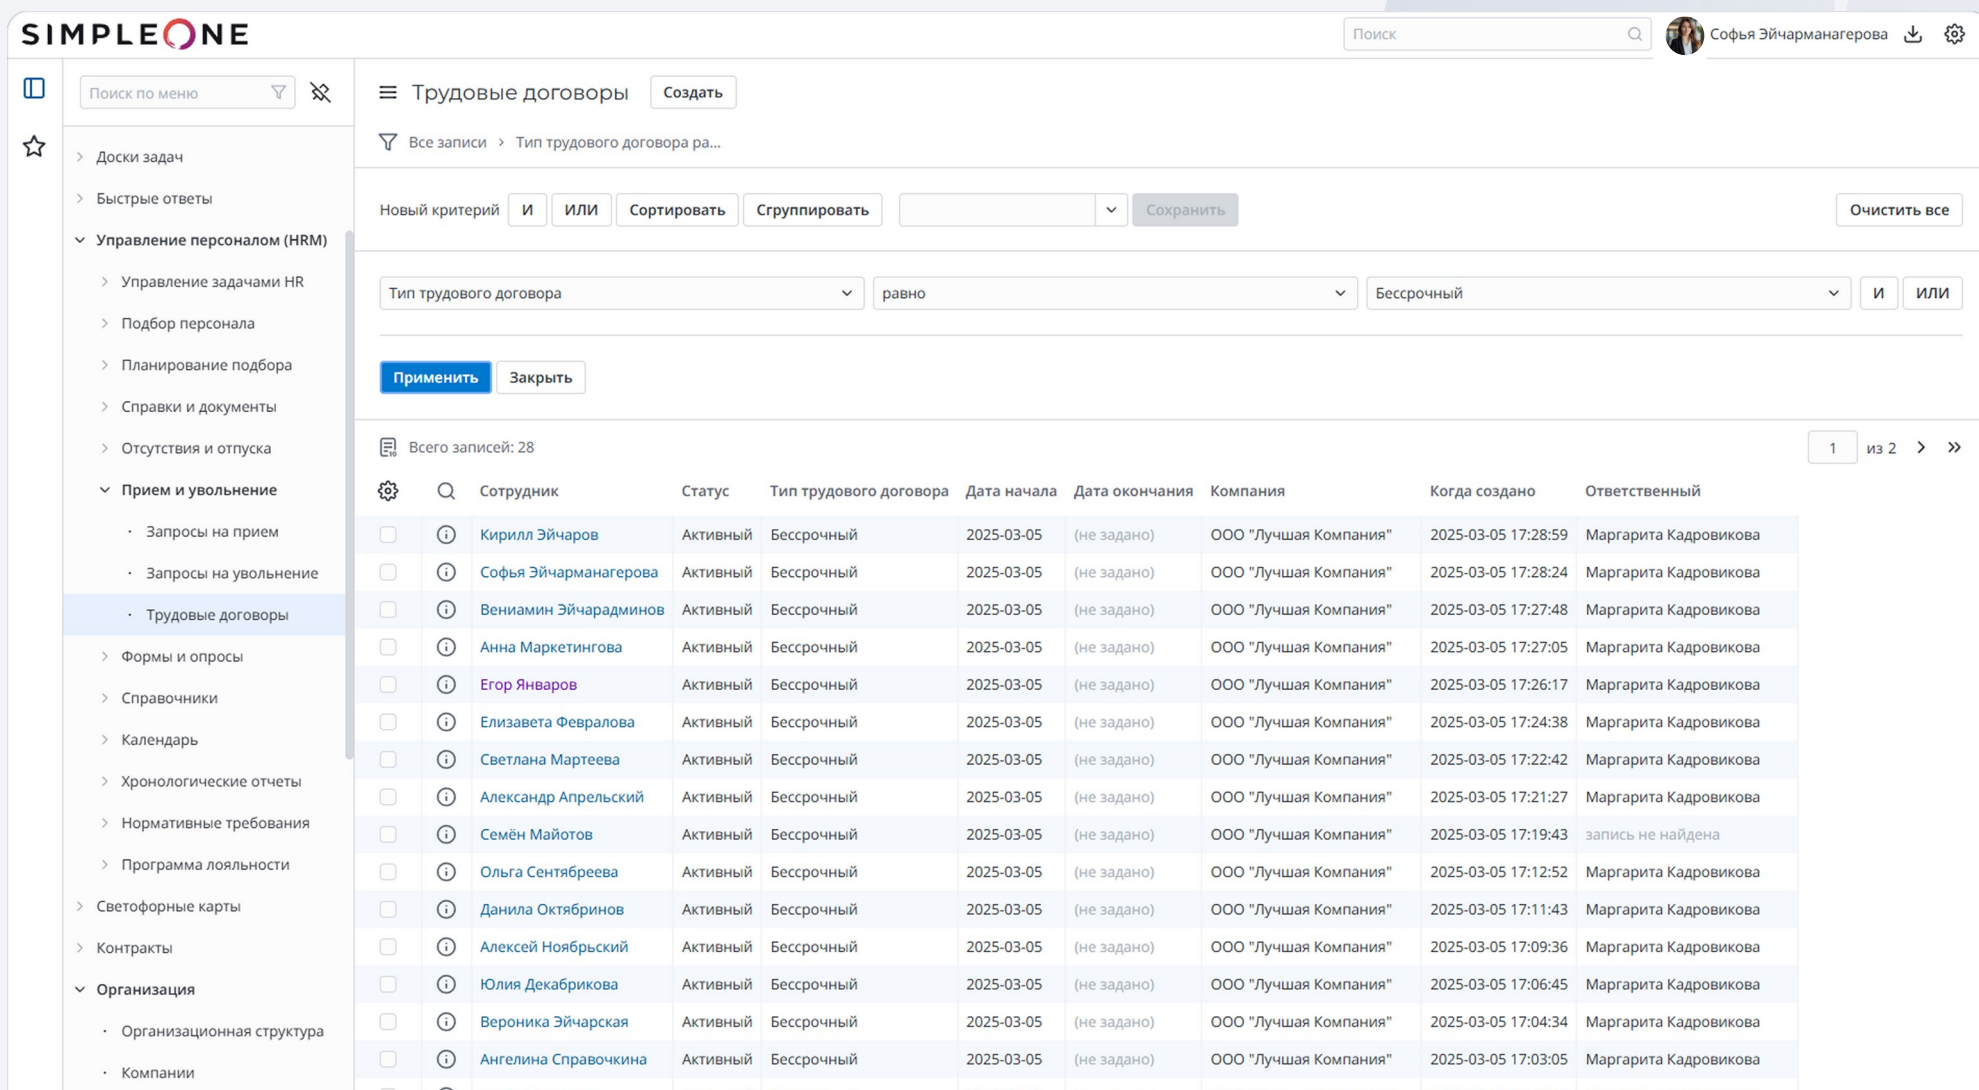 SIMPLEONE
Поиск
Софья Эйчарманагерова
Поиск по меню
Доски задач
Быстрые ответы
Управление персоналом (HRM)
Управление задачами HR
Подбор персонала
Планирование подбора
Справки и документы
Отсутствия и отпуска
Прием и увольнение
Запросы на прием
Запросы на увольнение
Трудовые договоры
Формы и опросы
Справочники
Календарь
Хронологические отчеты
Нормативные требования
Программа лояльности
Светофорные карты
Контракты
Организация
Организационная структура
Компании
Трудовые договоры Создать
Все записи > Тип трудового договора ра...
Новый критерий И ИЛИ Сортировать Сгруппировать Сохранить Очистить все
Тип трудового договора равно Бессрочный И ИЛИ
Применить Закрыть
Всего записей: 28 1 из 2
Сотрудник Статус Тип трудового договора Дата начала Дата окончания Компания Когда создано Ответственный
Кирилл Эйчаров Активный Бессрочный 2025-03-05 (не задано) ООО "Лучшая Компания" 2025-03-05 17:28:59 Маргарита Кадровикова
Софья Эйчарманагерова Активный Бессрочный 2025-03-05 (не задано) ООО "Лучшая Компания" 2025-03-05 17:28:24 Маргарита Кадровикова
Вениамин Эйчарадминов Активный Бессрочный 2025-03-05 (не задано) ООО "Лучшая Компания" 2025-03-05 17:27:48 Маргарита Кадровикова
Анна Маркетингова Активный Бессрочный 2025-03-05 (не задано) ООО "Лучшая Компания" 2025-03-05 17:27:05 Маргарита Кадровикова
Егор Январов Активный Бессрочный 2025-03-05 (не задано) ООО "Лучшая Компания" 2025-03-05 17:26:17 Маргарита Кадровикова
Елизавета Февралова Активный Бессрочный 2025-03-05 (не задано) ООО "Лучшая Компания" 2025-03-05 17:24:38 Маргарита Кадровикова
Светлана Мартеева Активный Бессрочный 2025-03-05 (не задано) ООО "Лучшая Компания" 2025-03-05 17:22:42 Маргарита Кадровикова
Александр Апрельский Активный Бессрочный 2025-03-05 (не задано) ООО "Лучшая Компания" 2025-03-05 17:21:27 Маргарита Кадровикова
Семён Майотов Активный Бессрочный 2025-03-05 (не задано) ООО "Лучшая Компания" 2025-03-05 17:19:43 запись не найдена
Ольга Сентябреева Активный Бессрочный 2025-03-05 (не задано) ООО "Лучшая Компания" 2025-03-05 17:12:52 Маргарита Кадровикова
Данила Октябринов Активный Бессрочный 2025-03-05 (не задано) ООО "Лучшая Компания" 2025-03-05 17:11:43 Маргарита Кадровикова
Алексей Ноябрьский Активный Бессрочный 2025-03-05 (не задано) ООО "Лучшая Компания" 2025-03-05 17:09:36 Маргарита Кадровикова
Юлия Декабрикова Активный Бессрочный 2025-03-05 (не задано) ООО "Лучшая Компания" 2025-03-05 17:06:45 Маргарита Кадровикова
Вероника Эйчарская Активный Бессрочный 2025-03-05 (не задано) ООО "Лучшая Компания" 2025-03-05 17:04:34 Маргарита Кадровикова
Ангелина Справочкина Активный Бессрочный 2025-03-05 (не задано) ООО "Лучшая Компания" 2025-03-05 17:03:05 Маргарита Кадровикова